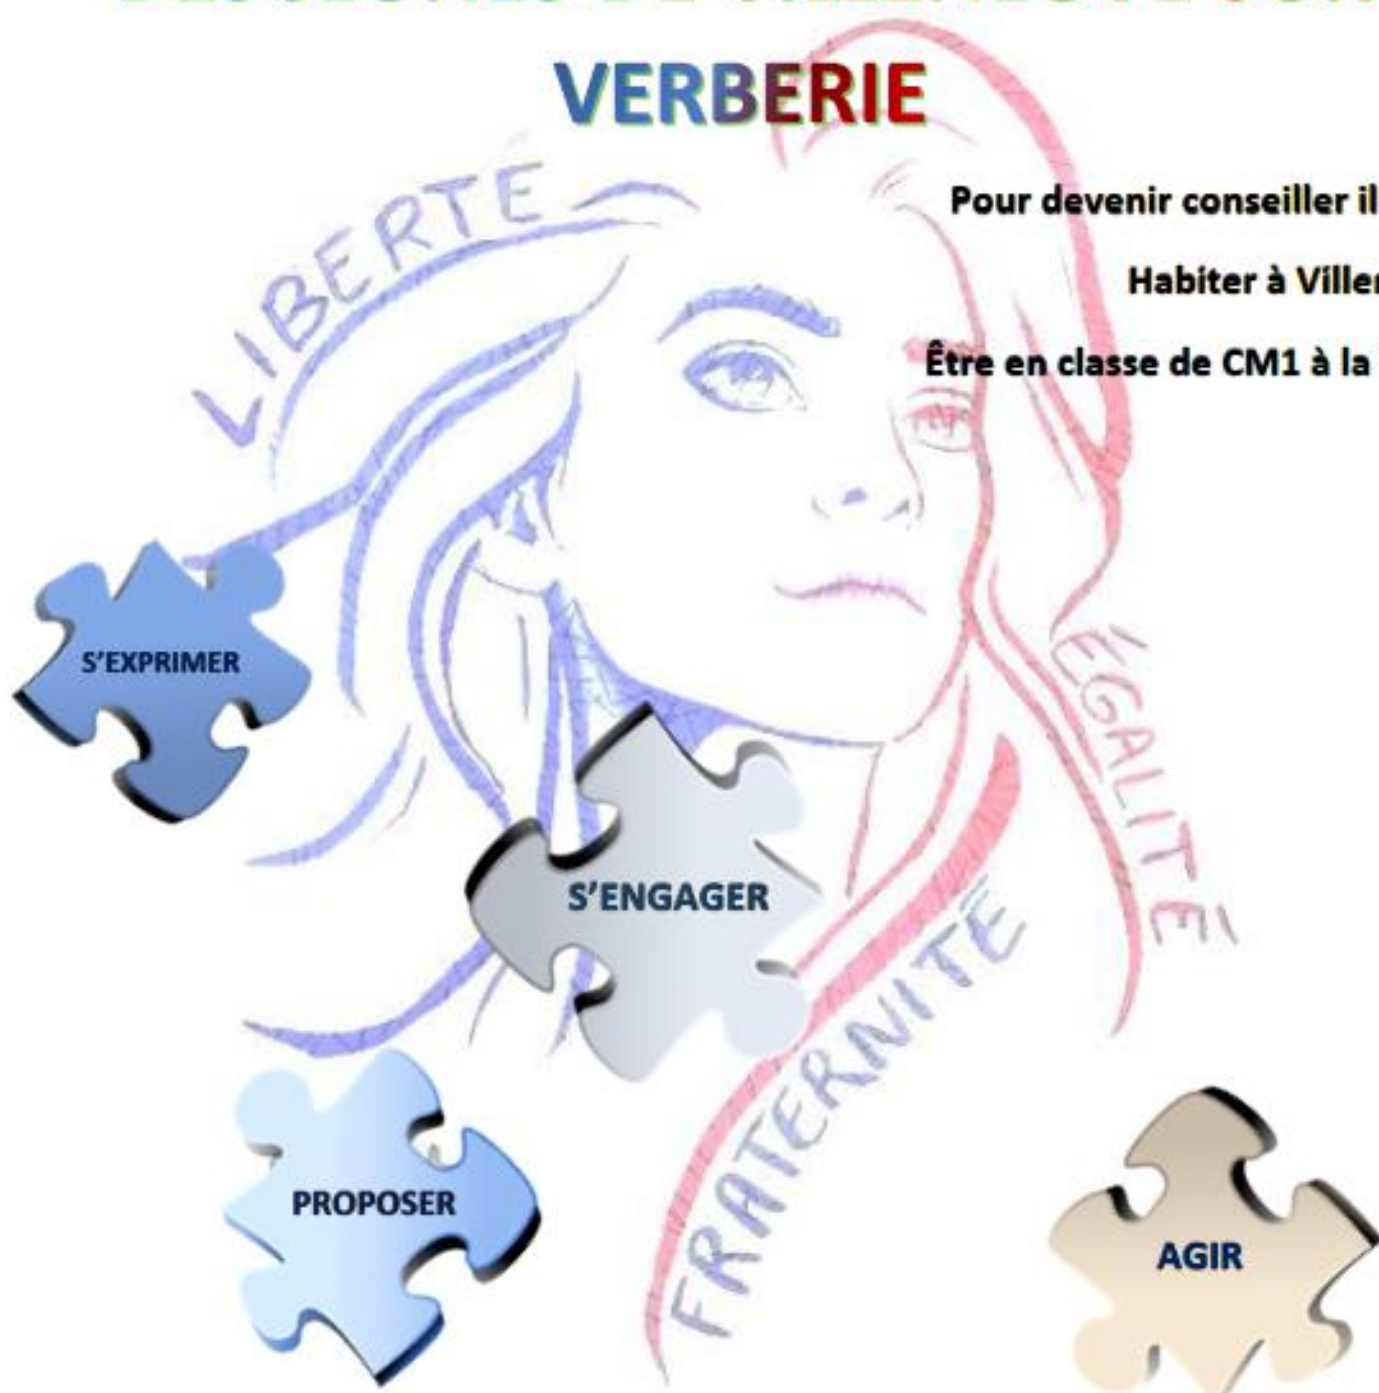 VERBERIE
LIBERTE
Pour devenir conseiller il
Habiter à Viller
Être en classe de CM1 à la
S'EXPRIMER
ÉGALITÉ
S'ENGAGER
FRATERNITÉ
PROPOSER
AGIR